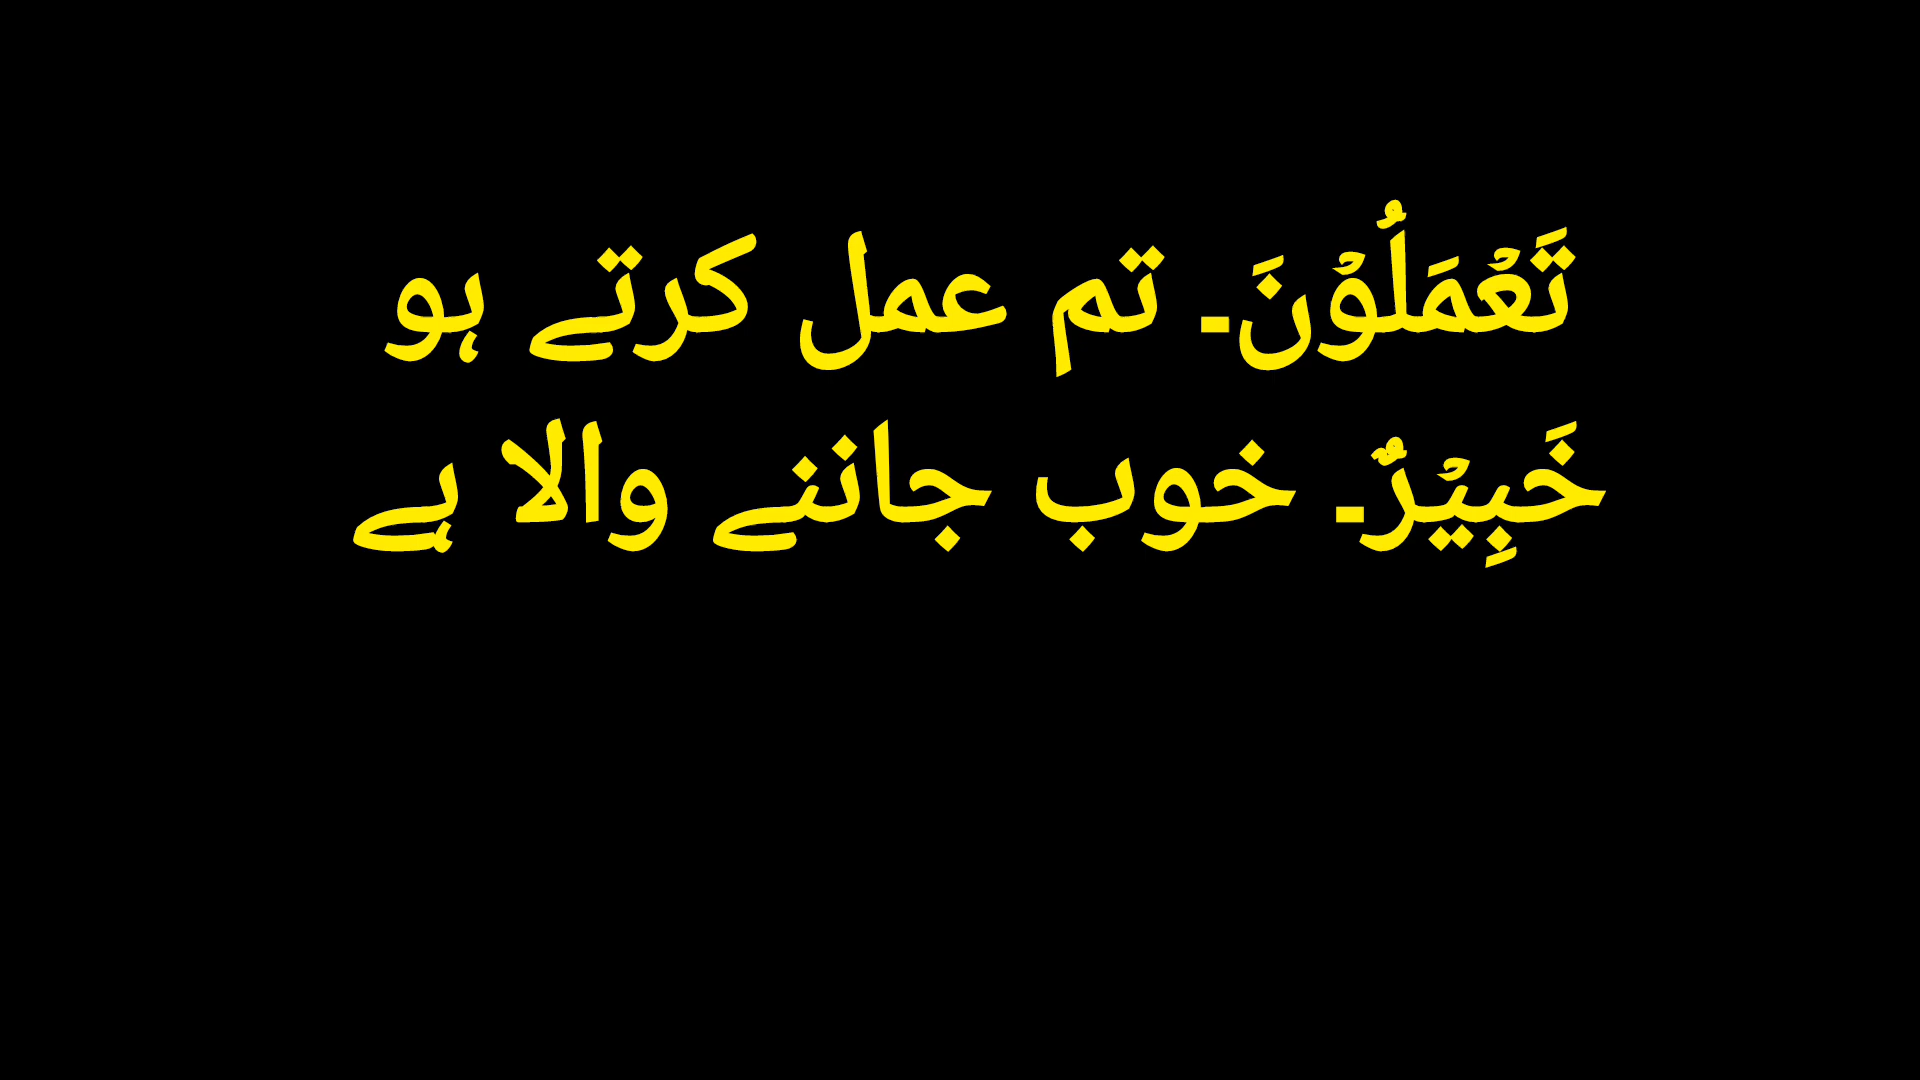 تَعۡمَلُوۡنَ۔ تم عمل کرتے ہو
خَبِيۡرٌ۔ خوب جاننے والا ہے